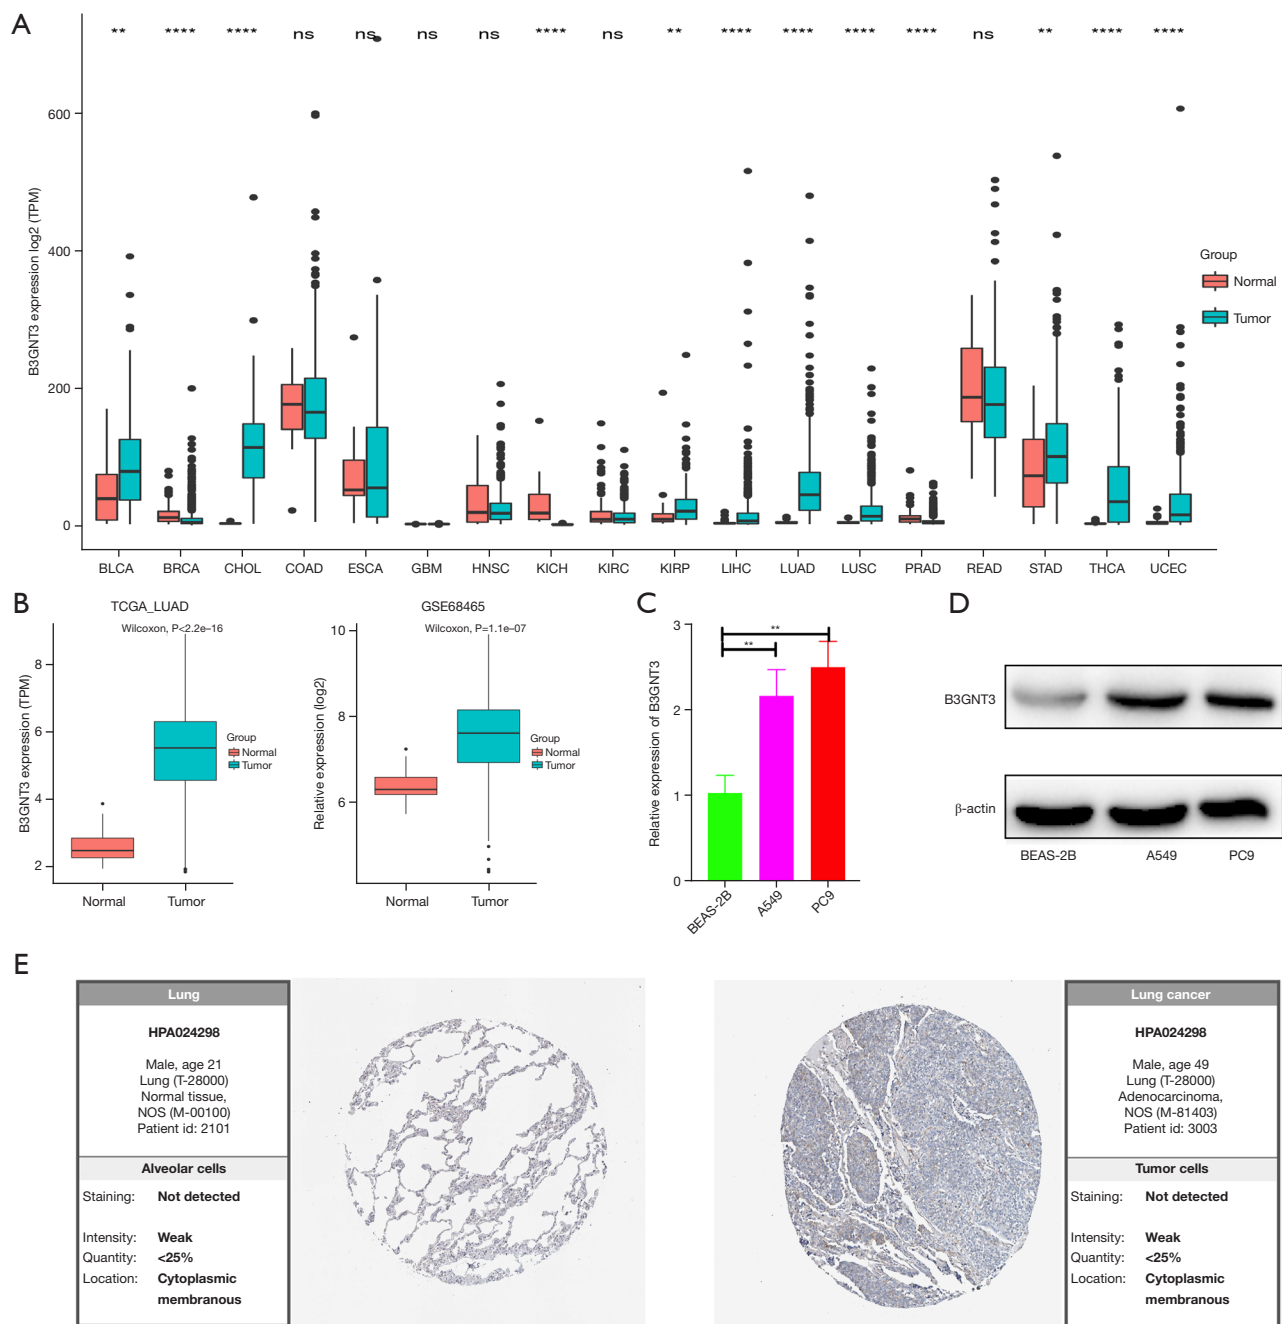 A
** **** **** ns ns ns ns **** ns ** **** **** **** **** ns ** **** ****
B3GNT3 expression log2 (TPM)
600
400
200
0
BLCA BRCA CHOL COAD ESCA GBM HNSC KICH KIRC KIRP LIHC LUAD LUSC PRAD READ STAD THCA UCEC
Group
Normal
Tumor
B
TCGA_LUAD
Wilcoxon, P<2.2e–16
B3GNT3 expression (TPM)
8
6
4
2
Normal Tumor
Group
Normal
Tumor
GSE68465
Wilcoxon, P=1.1e–07
Relative expression (log2)
10
8
6
Normal Tumor
Group
Normal
Tumor
C
Relative expression of B3GNT3
3
2
1
0
**
**
BEAS-2B
A549
PC9
D
B3GNT3
β-actin
BEAS-2B A549 PC9
E
Lung
HPA024298
Male, age 21
Lung (T-28000)
Normal tissue,
NOS (M-00100)
Patient id: 2101
Alveolar cells
Staining: Not detected
Intensity: Weak
Quantity: <25%
Location: Cytoplasmic
membranous
Lung cancer
HPA024298
Male, age 49
Lung (T-28000)
Adenocarcinoma,
NOS (M-81403)
Patient id: 3003
Tumor cells
Staining: Not detected
Intensity: Weak
Quantity: <25%
Location: Cytoplasmic
membranous